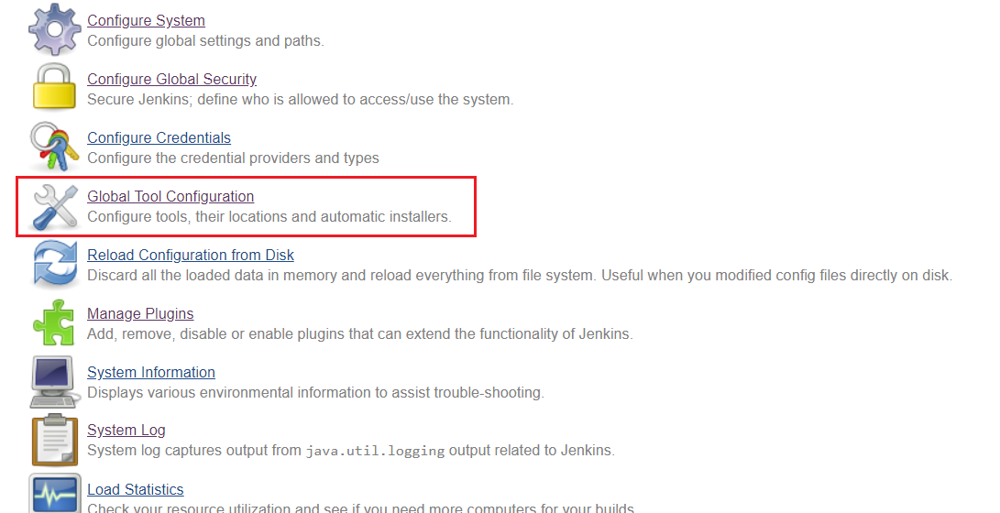 Configure System
Configure global settings and paths.
Configure Global Security
Secure Jenkins; define who is allowed to access/use the system.
Configure Credentials
Configure the credential providers and types
Global Tool Configuration
Configure tools, their locations and automatic installers.
Reload Configuration from Disk
Discard all the loaded data in memory and reload everything from file system. Useful when you modified config files directly on disk.
Manage Plugins
Add, remove, disable or enable plugins that can extend the functionality of Jenkins.
System Information
Displays various environmental information to assist trouble-shooting.
System Log
System log captures output from java.util.logging output related to Jenkins.
Load Statistics
Check your resource utilization and see if you need more computers for your builds.